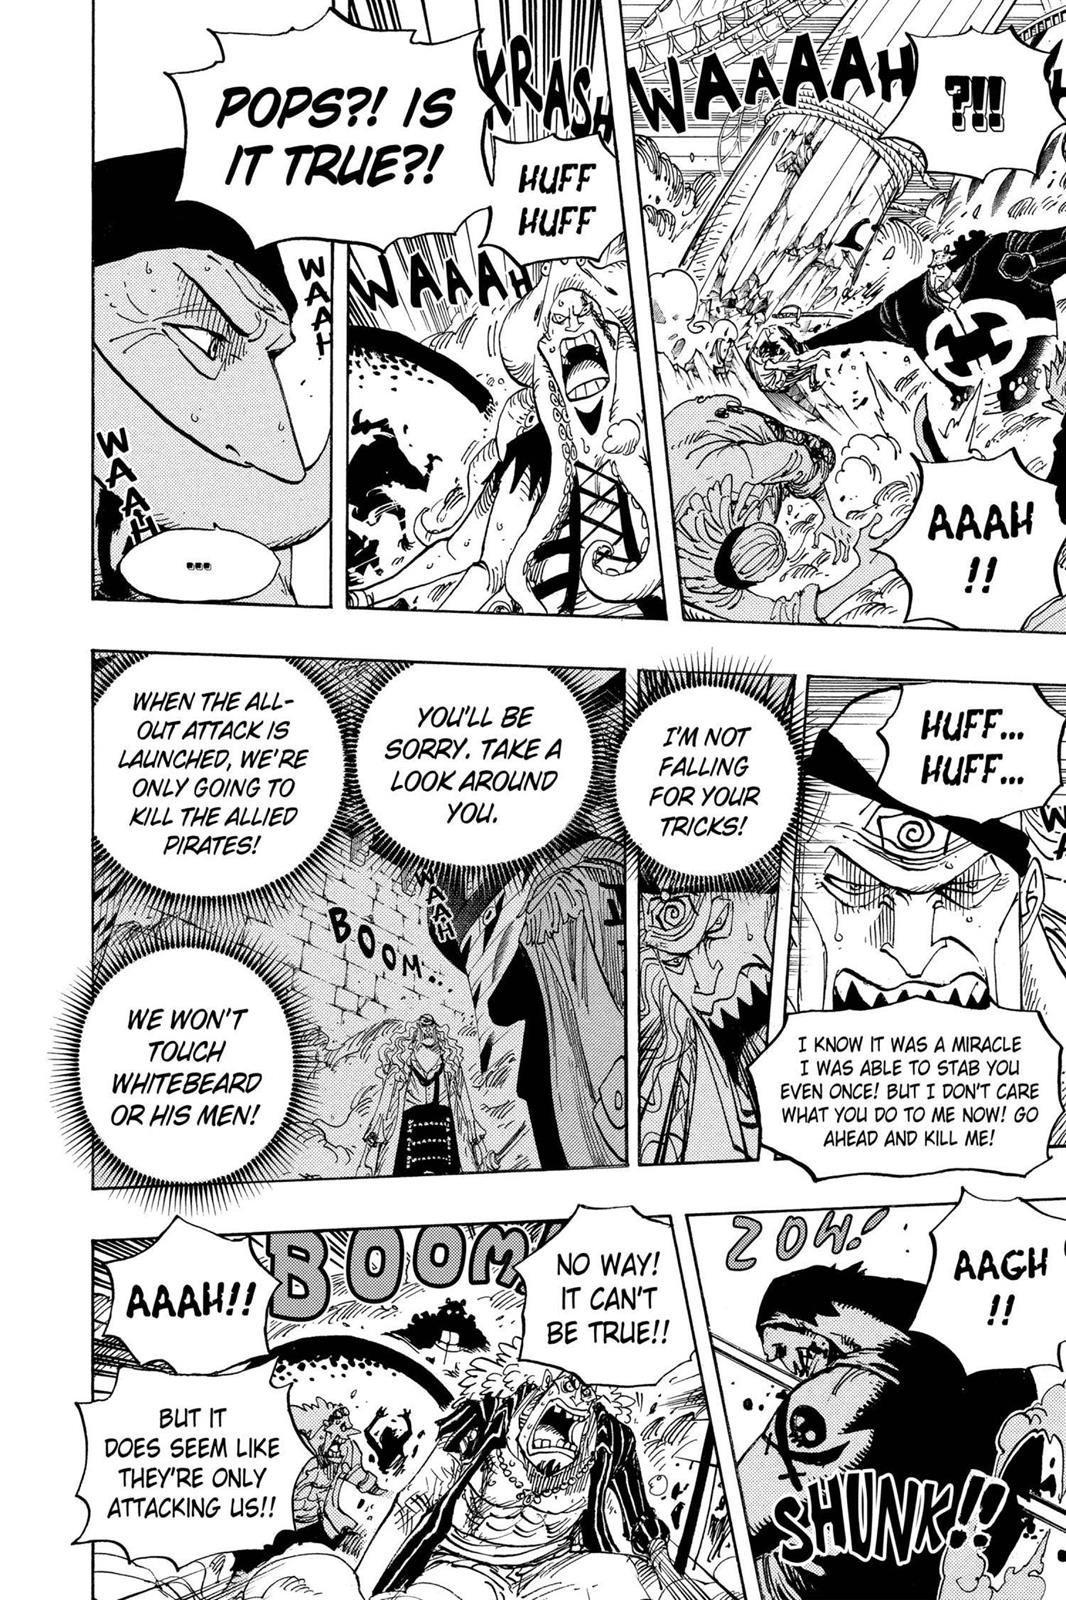 ?!!!
WAAAAH
AAAH
!!
KRASH
HUFF
HUFF
WAAAH
POPS?! IS
IT TRUE?!
WAAH
WAAH
...
HUFF...
HUFF...
I KNOW IT WAS A MIRACLE
I WAS ABLE TO STAB YOU
EVEN ONCE! BUT I DON'T CARE
WHAT YOU DO TO ME NOW! GO
AHEAD AND KILL ME!
I'M NOT
FALLING
FOR YOUR
TRICKS!
YOU'LL BE
SORRY. TAKE A
LOOK AROUND
YOU.
WAAH
BOOM...
WHEN THE ALL-
OUT ATTACK IS
LAUNCHED, WE'RE
ONLY GOING TO
KILL THE ALLIED
PIRATES!
WE WON'T
TOUCH
WHITEBEARD
OR HIS MEN!
ZOW!
AAGH
!!
SHUNK!!
NO WAY!
IT CAN'T
BE TRUE!!
BOOM
AAAH!!
BUT IT
DOES SEEM LIKE
THEY'RE ONLY
ATTACKING US!!